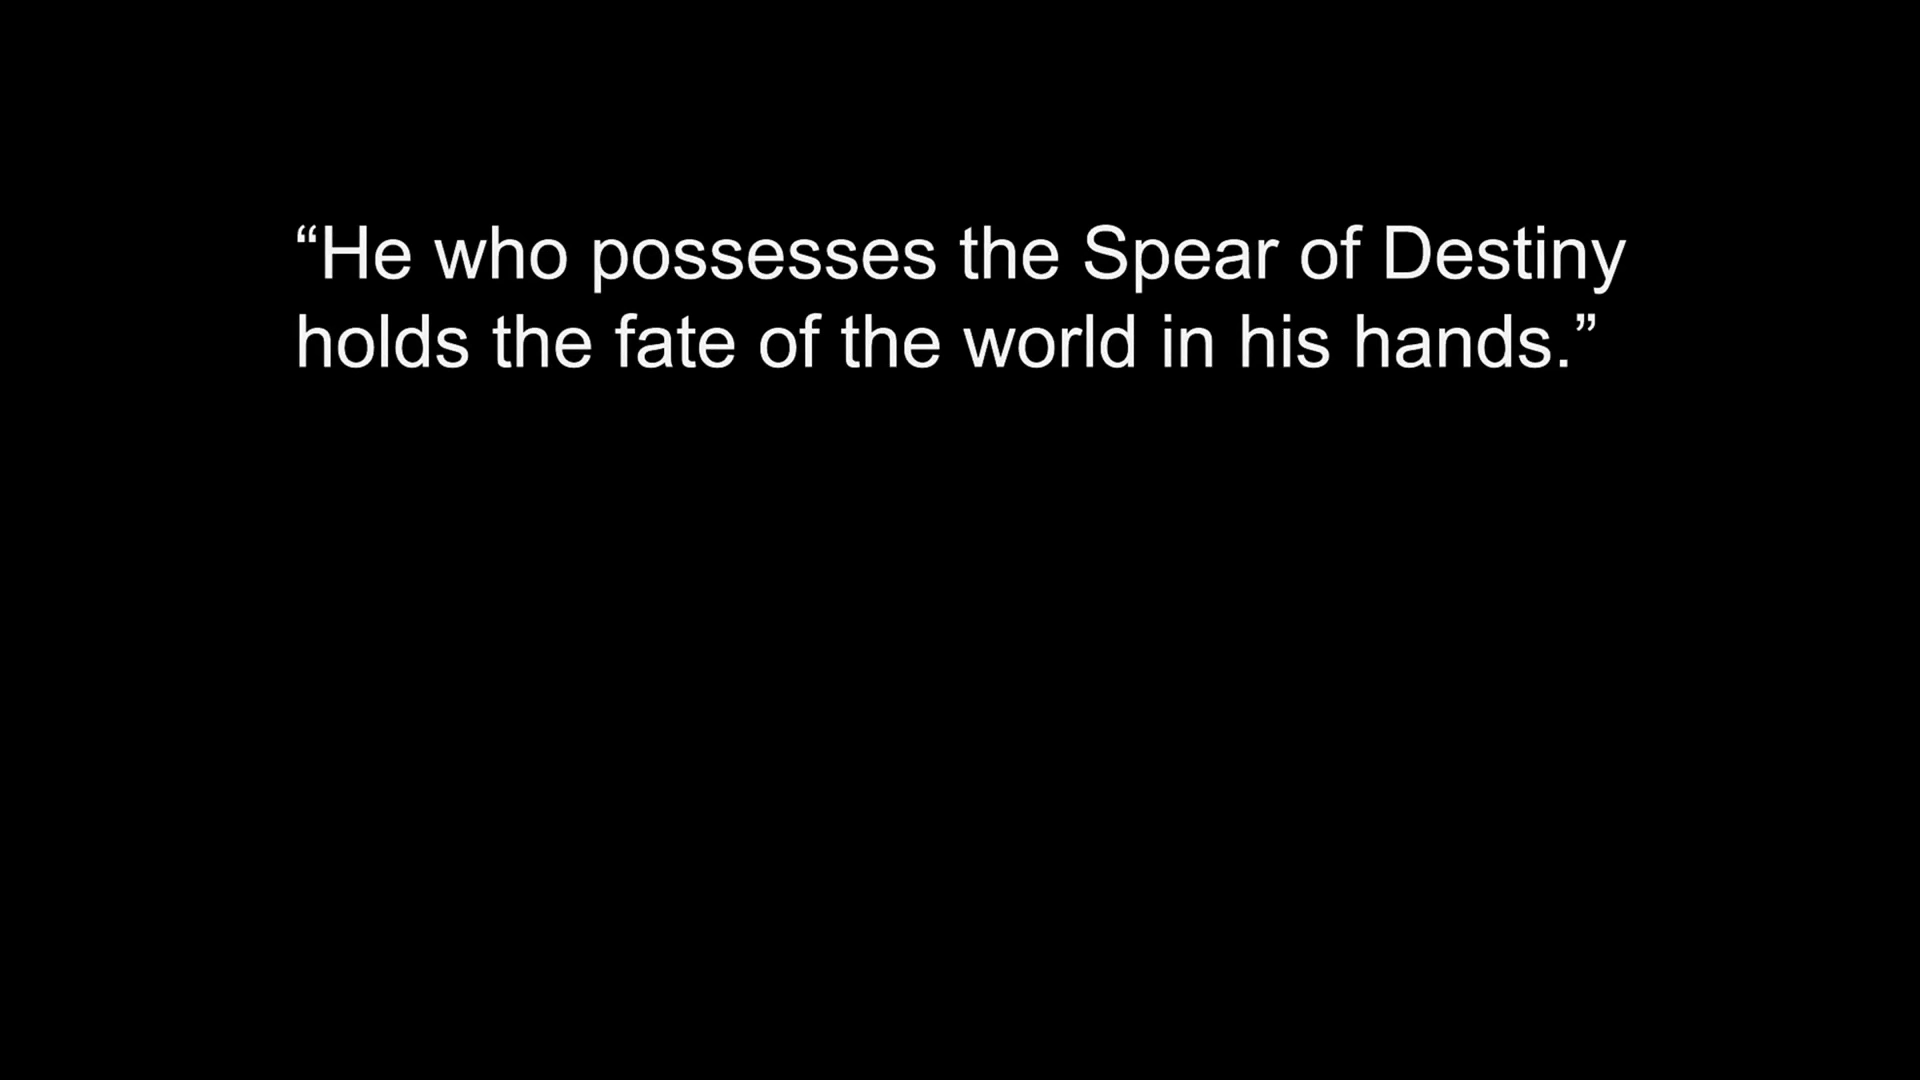 “He who possesses the Spear of Destiny
holds the fate of the world in his hands.”